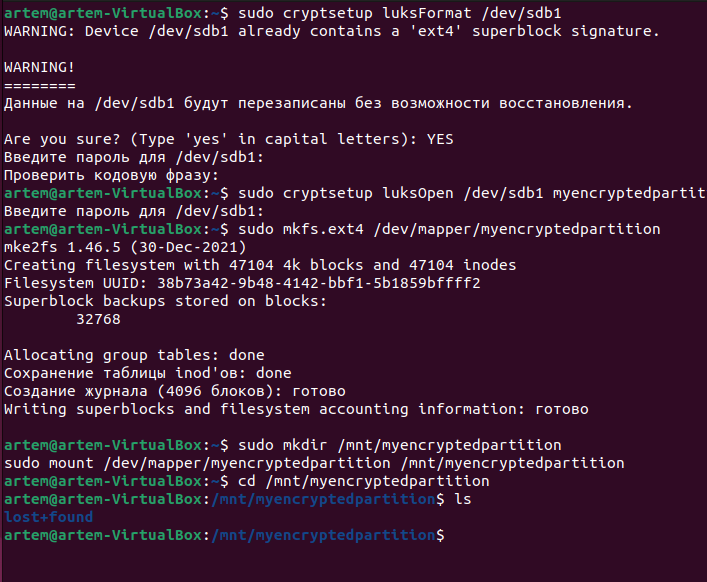 artem@artem-VirtualBox:~$ sudo cryptsetup luksFormat /dev/sdb1
WARNING: Device /dev/sdb1 already contains a 'ext4' superblock signature.
WARNING!
========
Данные на /dev/sdb1 будут перезаписаны без возможности восстановления.
Are you sure? (Type 'yes' in capital letters): YES
Введите пароль для /dev/sdb1:
Проверить кодовую фразу:
artem@artem-VirtualBox:~$ sudo cryptsetup luksOpen /dev/sdb1 myencryptedpartit
Введите пароль для /dev/sdb1:
artem@artem-VirtualBox:~$ sudo mkfs.ext4 /dev/mapper/myencryptedpartition
mke2fs 1.46.5 (30-Dec-2021)
Creating filesystem with 47104 4k blocks and 47104 inodes
Filesystem UUID: 38b73a42-9b48-4142-bbf1-5b1859bffff2
Superblock backups stored on blocks:
        32768
Allocating group tables: done
Сохранение таблицы inod'ов: done
Создание журнала (4096 блоков): готово
Writing superblocks and filesystem accounting information: готово
artem@artem-VirtualBox:~$ sudo mkdir /mnt/myencryptedpartition
sudo mount /dev/mapper/myencryptedpartition /mnt/myencryptedpartition
artem@artem-VirtualBox:~$ cd /mnt/myencryptedpartition
artem@artem-VirtualBox:/mnt/myencryptedpartition$ ls
lost+found
artem@artem-VirtualBox:/mnt/myencryptedpartition$